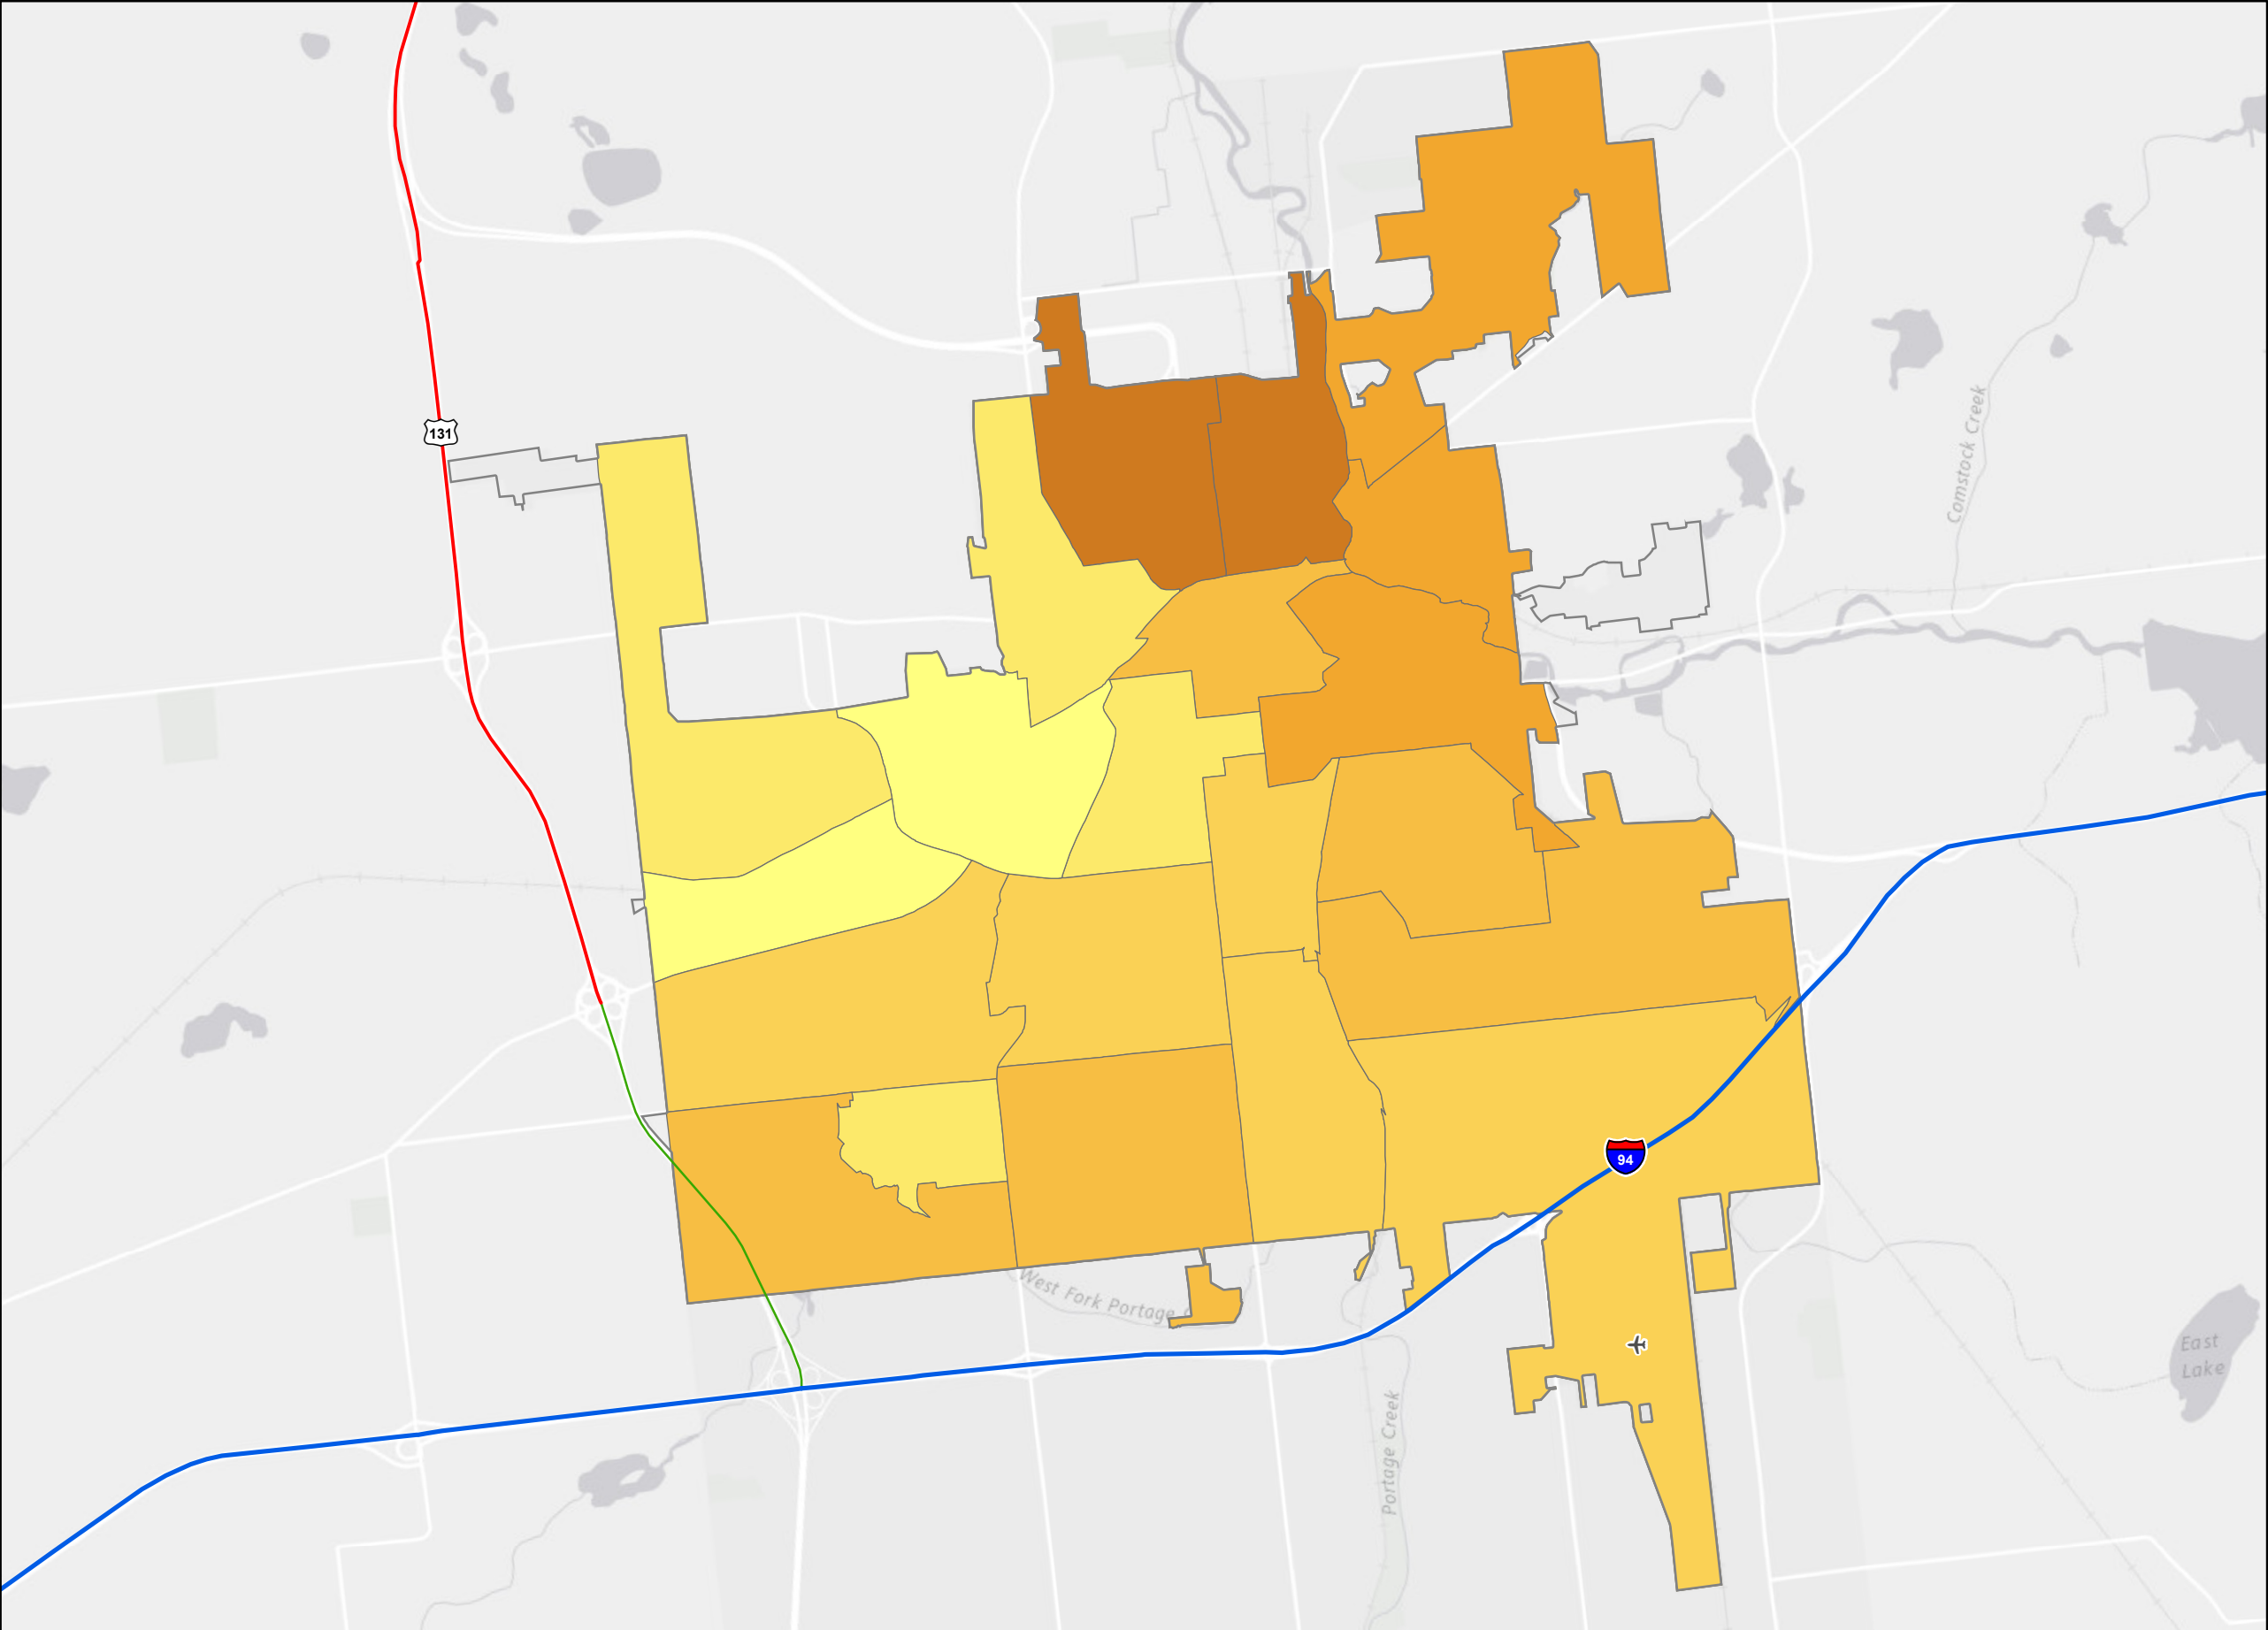 131
Comstock Creek
94
West Fork Portage
East
Lake
Portage Creek